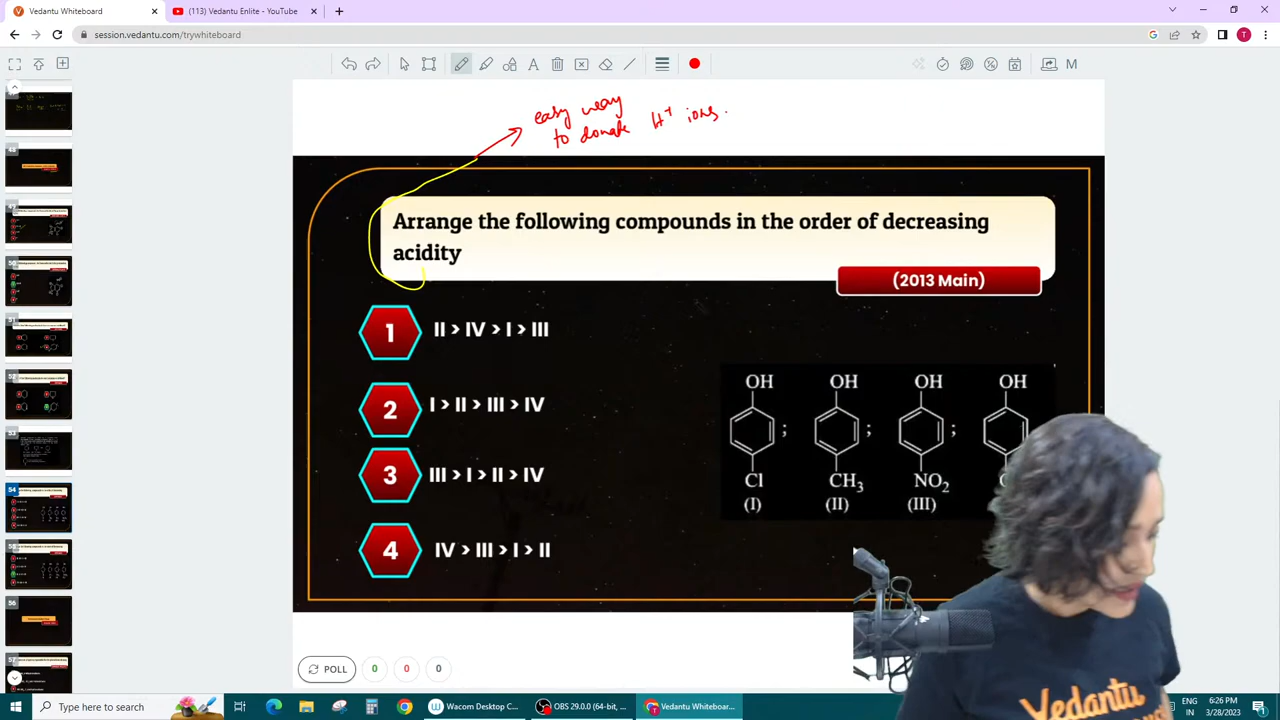 Vedantu Whiteboard
(113) Vedantu Enlite - YouTube
session.vedantu.com/trywhiteboard
T
A
M
easy way
to donate H+ ions.
Arrange the following compounds in the order of decreasing
acidity
(2013 Main)
1 II > IV > I > III
2 I > II > III > IV
3 III > I > II > IV
4 IV > III > I > II
OH OH OH OH
; ; ;
Cl CH3 NO2
(I) (II) (III)
48
54
56
POLL 0 0 0
Vedantu
Type here to search
Wacom Desktop C...
OBS 29.0.0 (64-bit, ...
Vedantu Whiteboar...
ENG
IN
6:26 PM
3/28/2023